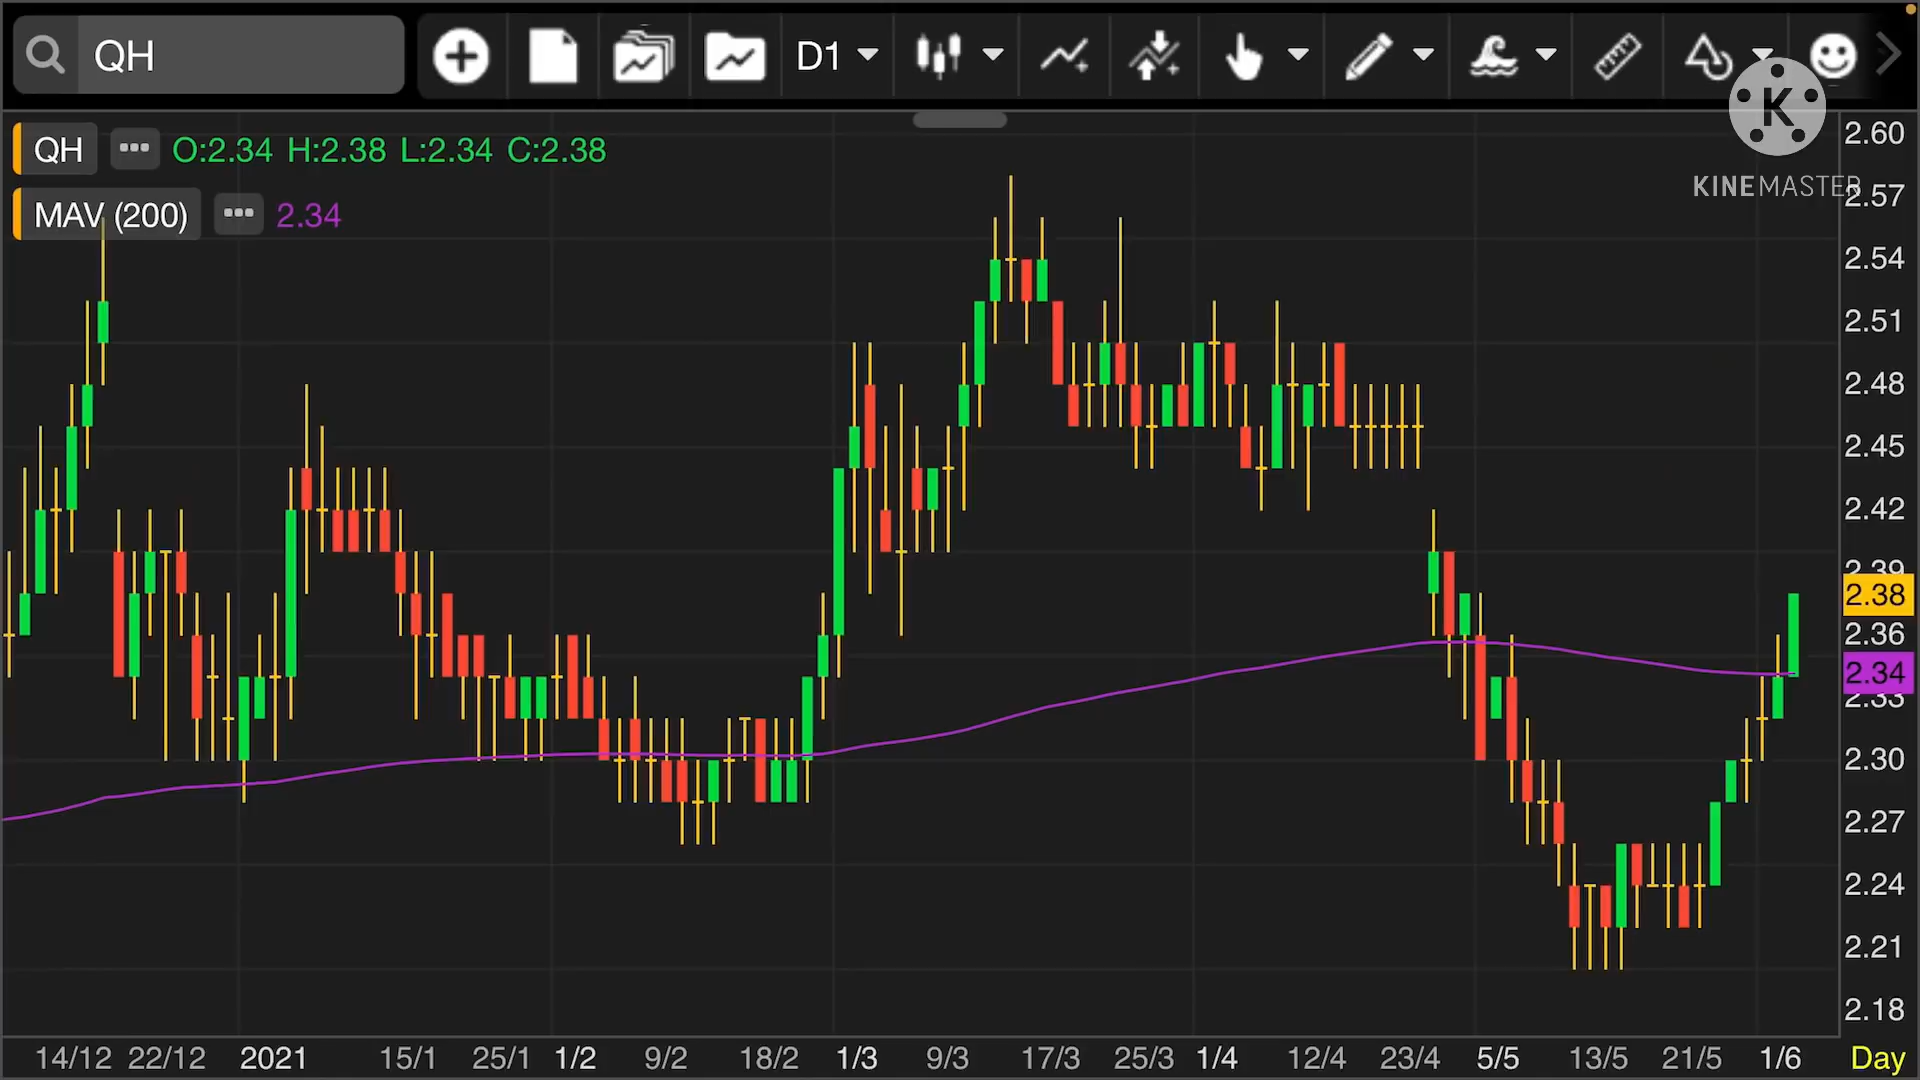 QH
D1
QH ••• O:2.34 H:2.38 L:2.34 C:2.38
MAV (200) ••• 2.34
K
KINEMASTER
2.60
2.57
2.54
2.51
2.48
2.45
2.42
2.39
2.38
2.36
2.34
2.33
2.30
2.27
2.24
2.21
2.18
14/12 22/12 2021 15/1 25/1 1/2 9/2 18/2 1/3 9/3 17/3 25/3 1/4 12/4 23/4 5/5 13/5 21/5 1/6 Day